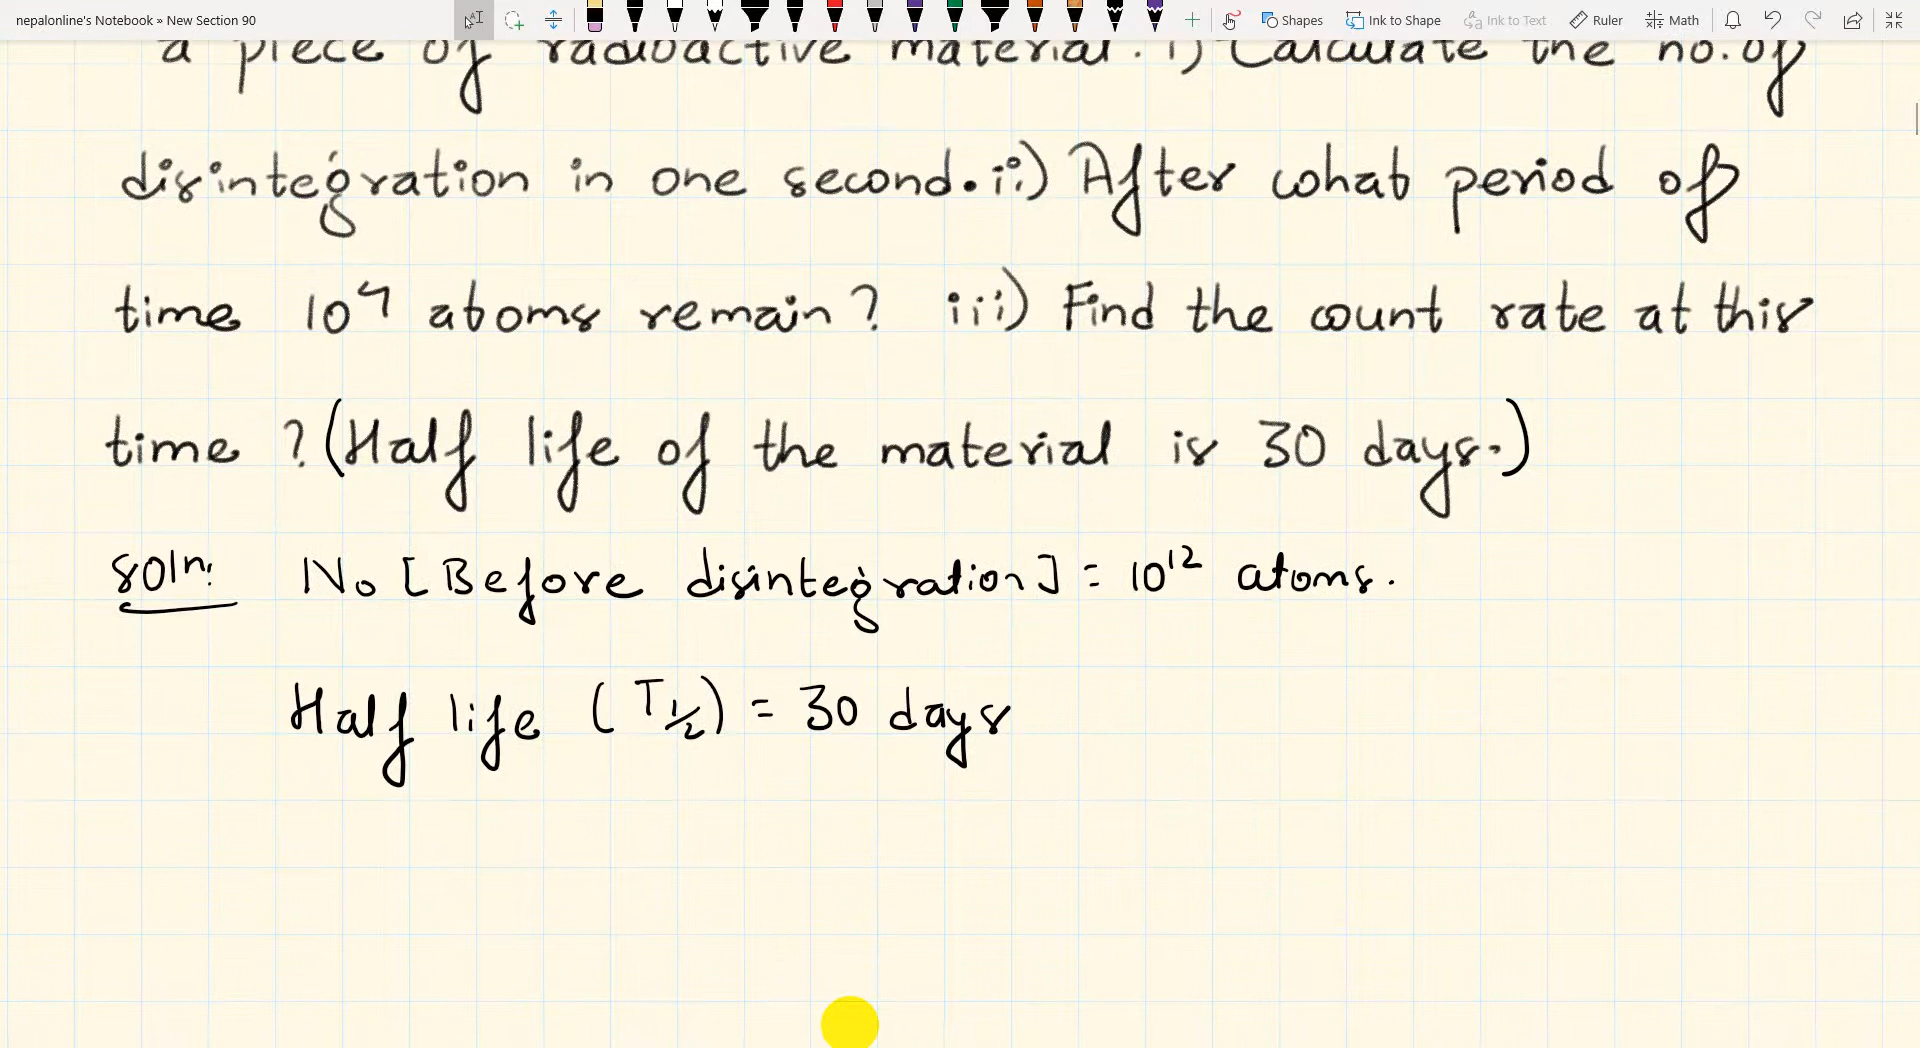 nepalonline's Notebook » New Section 90
Shapes Ink to Shape Ink to Text Ruler Math
a piece of radioactive material. i) Calculate the no. of
disintegration in one second. ii) After what period of
time 10⁴ atoms remain? iii) Find the count rate at this
time ? (Half life of the material is 30 days.)
soln: No [Before disintegration] = 10¹² atoms.
Half life (T½) = 30 days